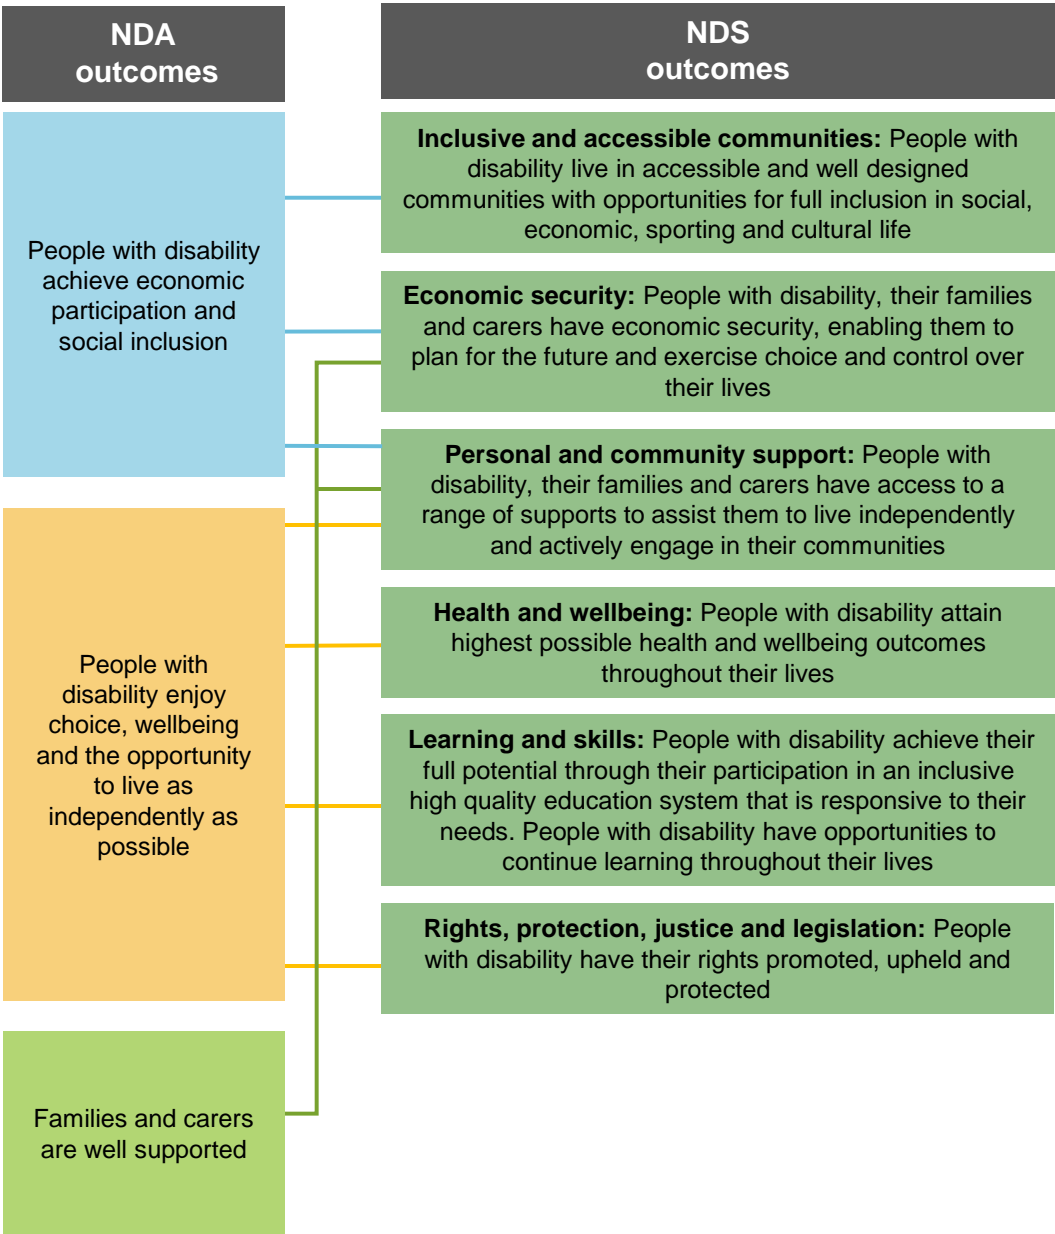 NDA
outcomes
NDS
outcomes
People with disability
achieve economic
participation and
social inclusion
People with
disability enjoy
choice, wellbeing
and the opportunity
to live as
independently as
possible
Families and carers
are well supported
Inclusive and accessible communities: People with
disability live in accessible and well designed
communities with opportunities for full inclusion in social,
economic, sporting and cultural life
Economic security: People with disability, their families
and carers have economic security, enabling them to
plan for the future and exercise choice and control over
their lives
Personal and community support: People with
disability, their families and carers have access to a
range of supports to assist them to live independently
and actively engage in their communities
Health and wellbeing: People with disability attain
highest possible health and wellbeing outcomes
throughout their lives
Learning and skills: People with disability achieve their
full potential through their participation in an inclusive
high quality education system that is responsive to their
needs. People with disability have opportunities to
continue learning throughout their lives
Rights, protection, justice and legislation: People
with disability have their rights promoted, upheld and
protected